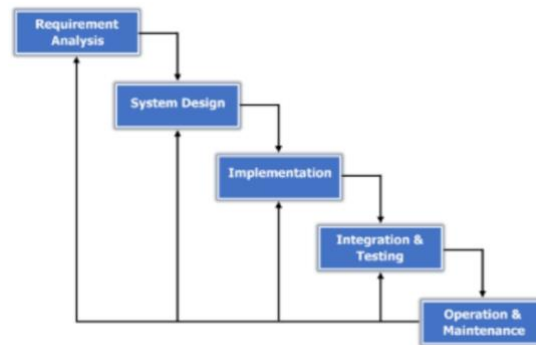 Requirement
Analysis
System Design
Implementation
Integration &
Testing
Operation &
Maintenance